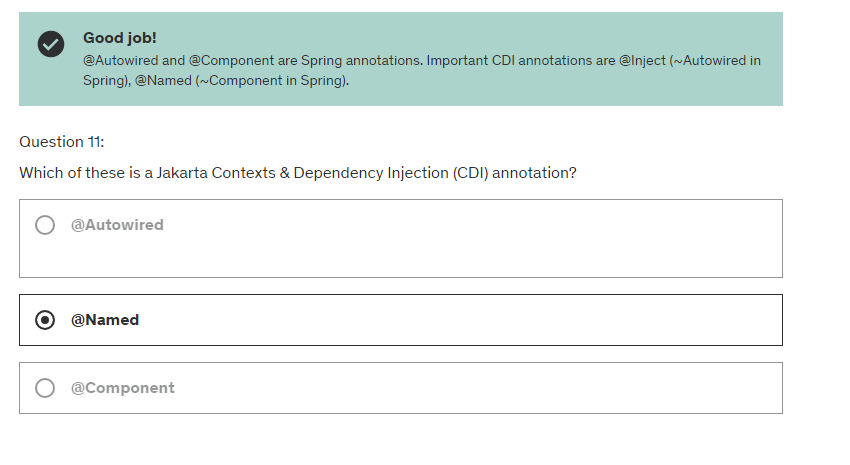 Good job!
@Autowired and @Component are Spring annotations. Important CDI annotations are @Inject (~Autowired in
Spring), @Named (~Component in Spring).
Question 11:
Which of these is a Jakarta Contexts & Dependency Injection (CDI) annotation?
@Autowired
@Named
@Component